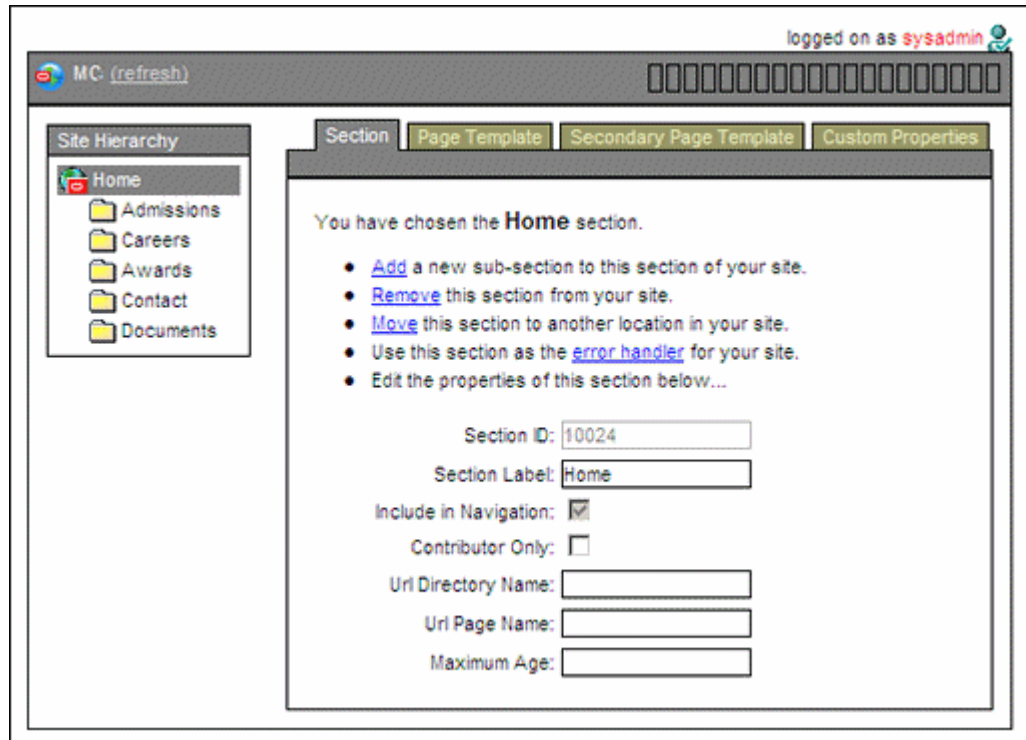 logged on as sysadmin
MC (refresh)
Site Hierarchy
Home
Admissions
Careers
Awards
Contact
Documents
Section
Page Template
Secondary Page Template
Custom Properties
You have chosen the Home section.
Add a new sub-section to this section of your site.
Remove this section from your site.
Move this section to another location in your site.
Use this section as the error handler for your site.
Edit the properties of this section below...
Section ID: 10024
Section Label: Home
Include in Navigation:
Contributor Only:
Url Directory Name:
Url Page Name:
Maximum Age: